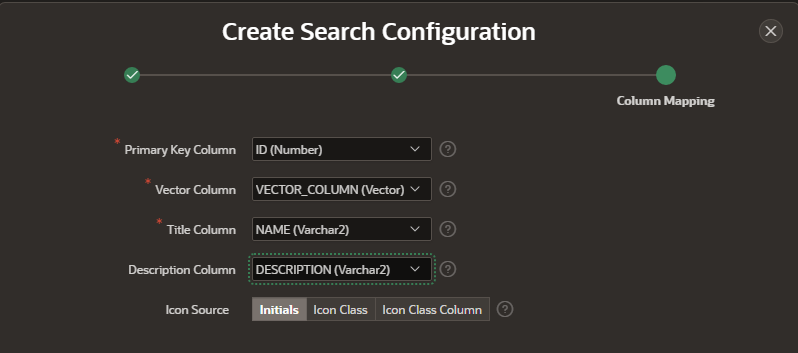 Create Search Configuration
Column Mapping
* Primary Key Column ID (Number) ?
* Vector Column VECTOR_COLUMN (Vector) ?
* Title Column NAME (Varchar2) ?
Description Column DESCRIPTION (Varchar2) ?
Icon Source Initials Icon Class Icon Class Column ?